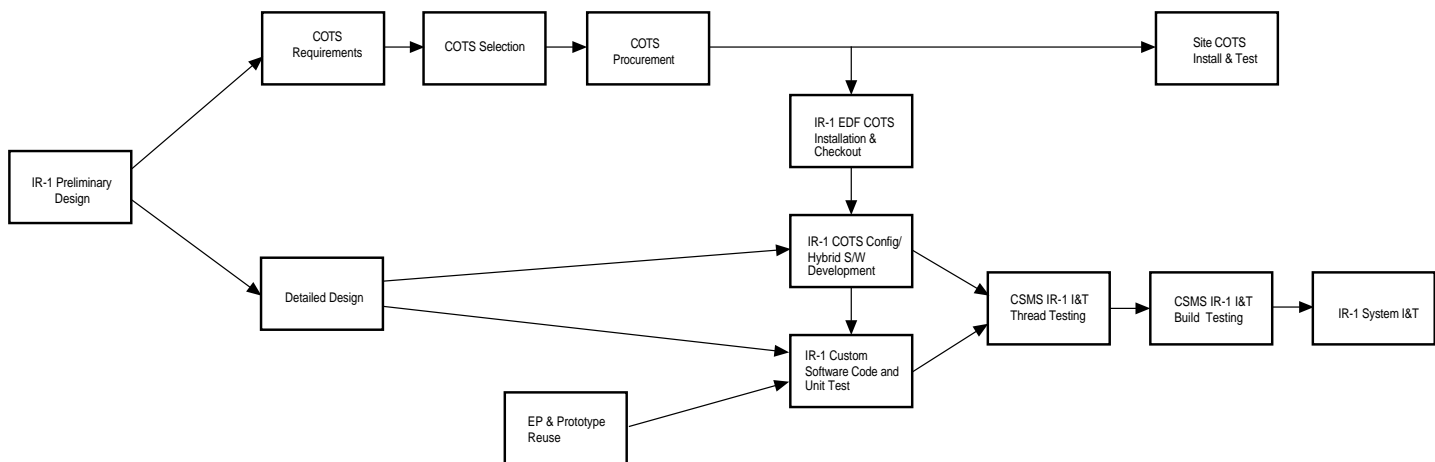 COTS
Requirements
COTS Selection
COTS
Procurement
Site COTS
Install & Test
IR-1 EDF COTS
Installation &
Checkout
IR-1 Preliminary
Design
IR-1 COTS Config/
Hybrid S/W
Development
Detailed Design
CSMS IR-1 I&T
Thread Testing
CSMS IR-1 I&T
Build Testing
IR-1 System I&T
IR-1 Custom
Software Code and
Unit Test
EP & Prototype
Reuse